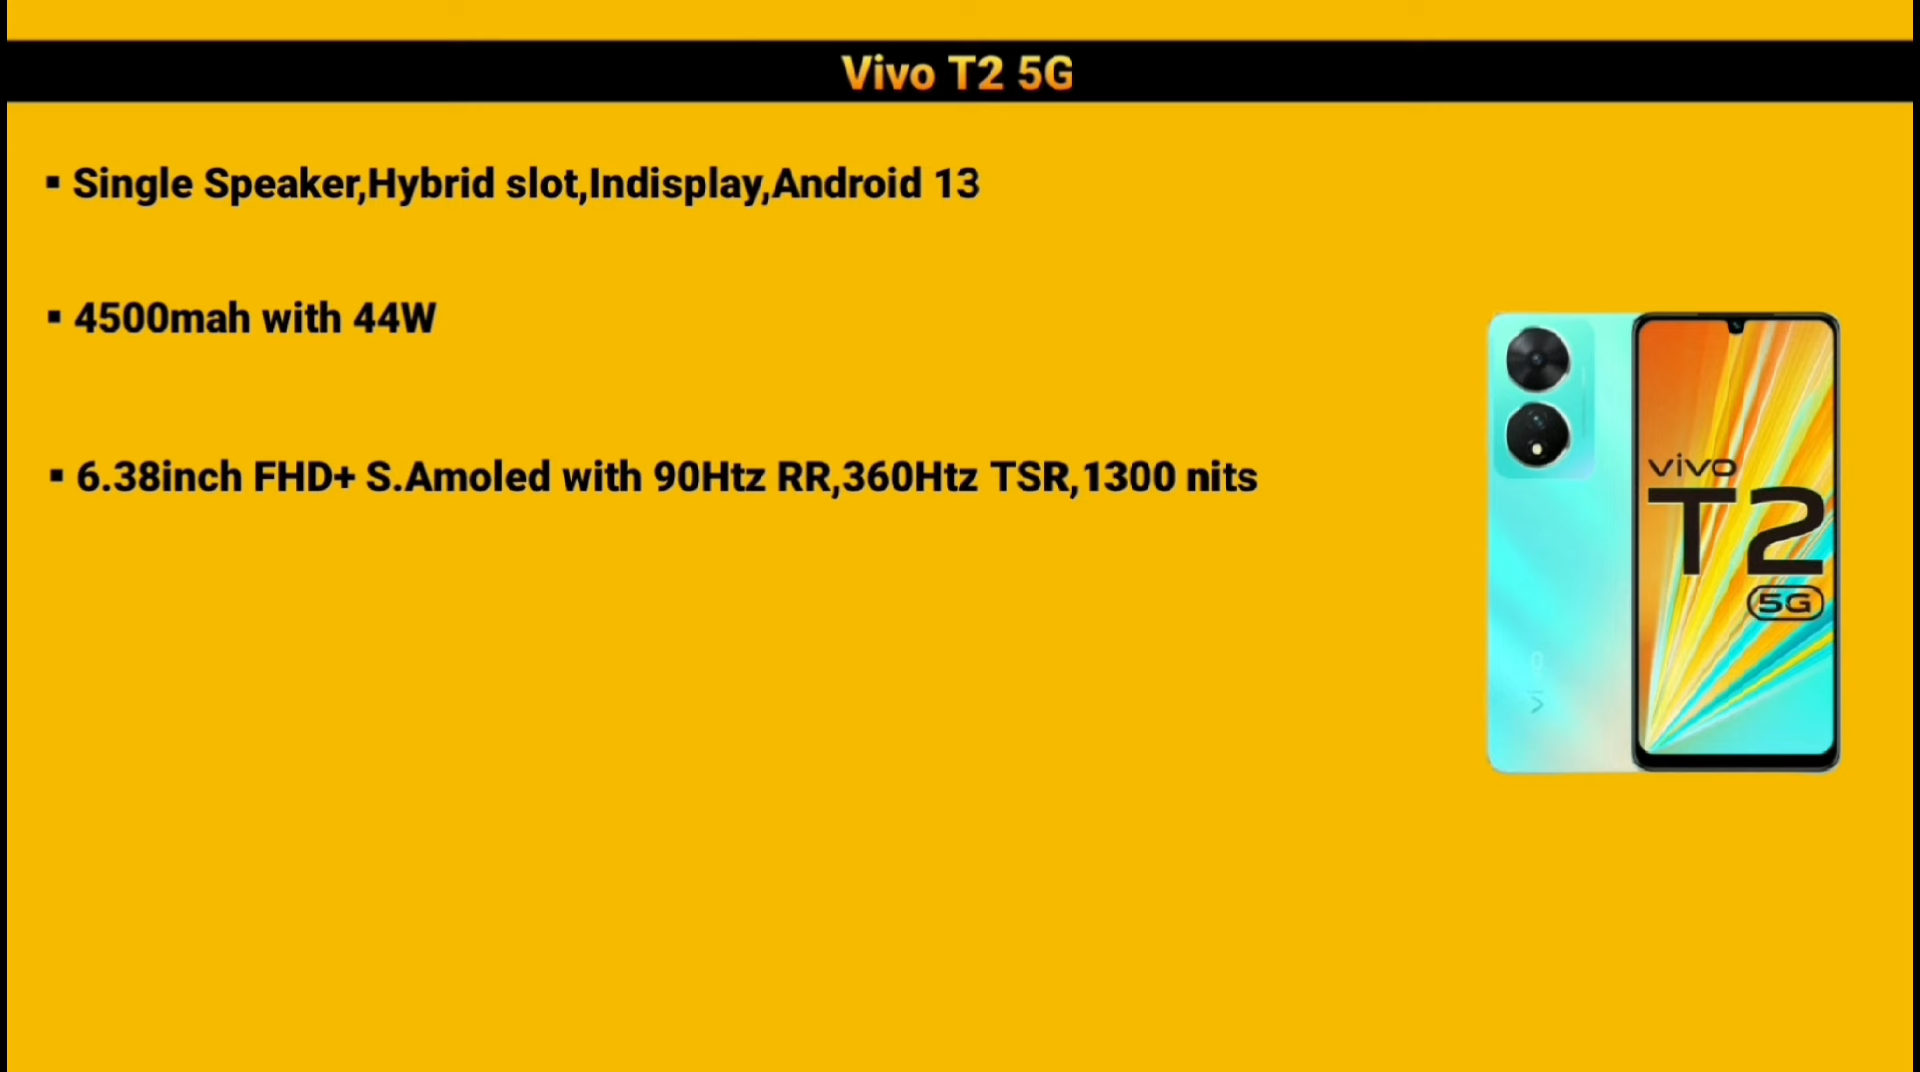 Vivo T2 5G
▪ Single Speaker,Hybrid slot,Indisplay,Android 13
▪ 4500mah with 44W
▪ 6.38inch FHD+ S.Amoled with 90Htz RR,360Htz TSR,1300 nits
vivo
T2
5G
vivo